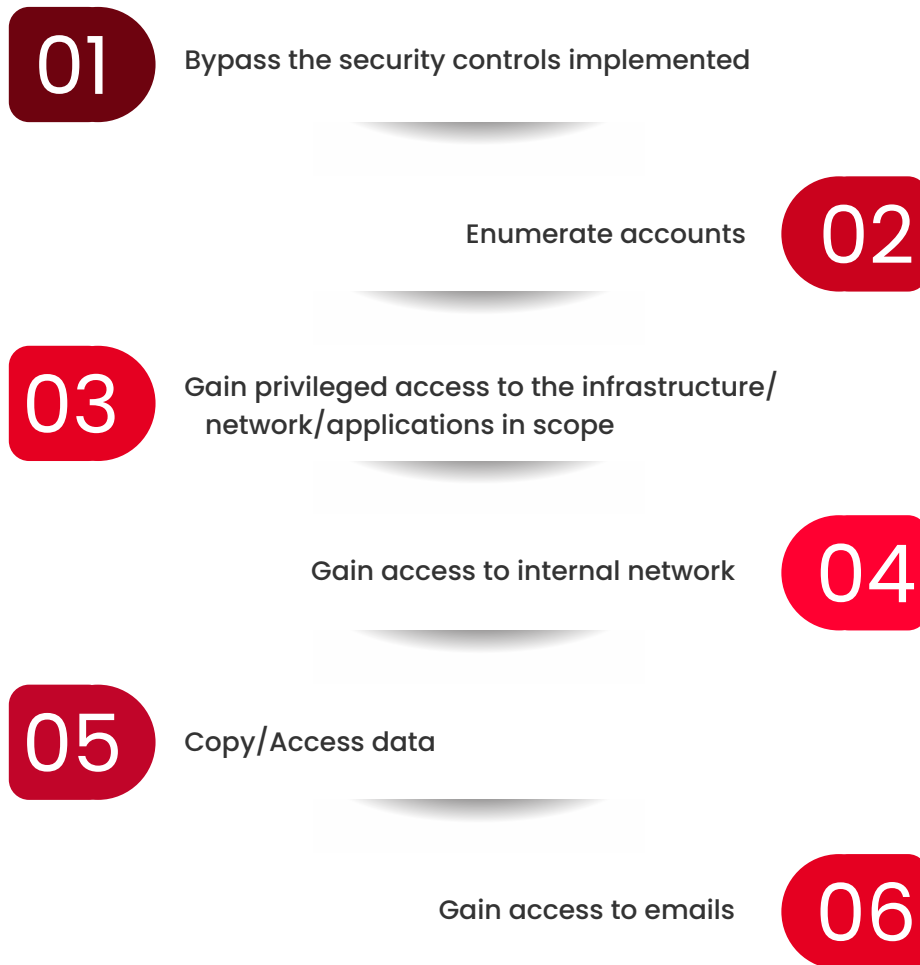 01
Bypass the security controls implemented
Enumerate accounts
02
03
Gain privileged access to the infrastructure/
network/applications in scope
Gain access to internal network
04
05
Copy/Access data
Gain access to emails
06